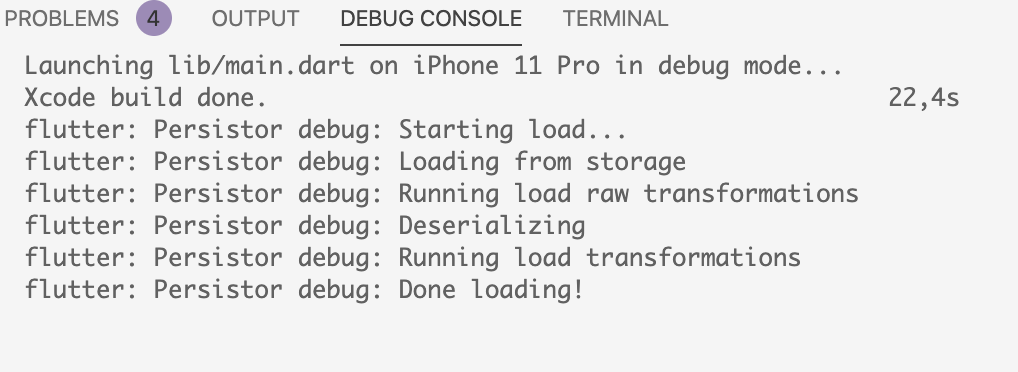 PROBLEMS 4 OUTPUT DEBUG CONSOLE TERMINAL
Launching lib/main.dart on iPhone 11 Pro in debug mode...
Xcode build done. 22,4s
flutter: Persistor debug: Starting load...
flutter: Persistor debug: Loading from storage
flutter: Persistor debug: Running load raw transformations
flutter: Persistor debug: Deserializing
flutter: Persistor debug: Running load transformations
flutter: Persistor debug: Done loading!